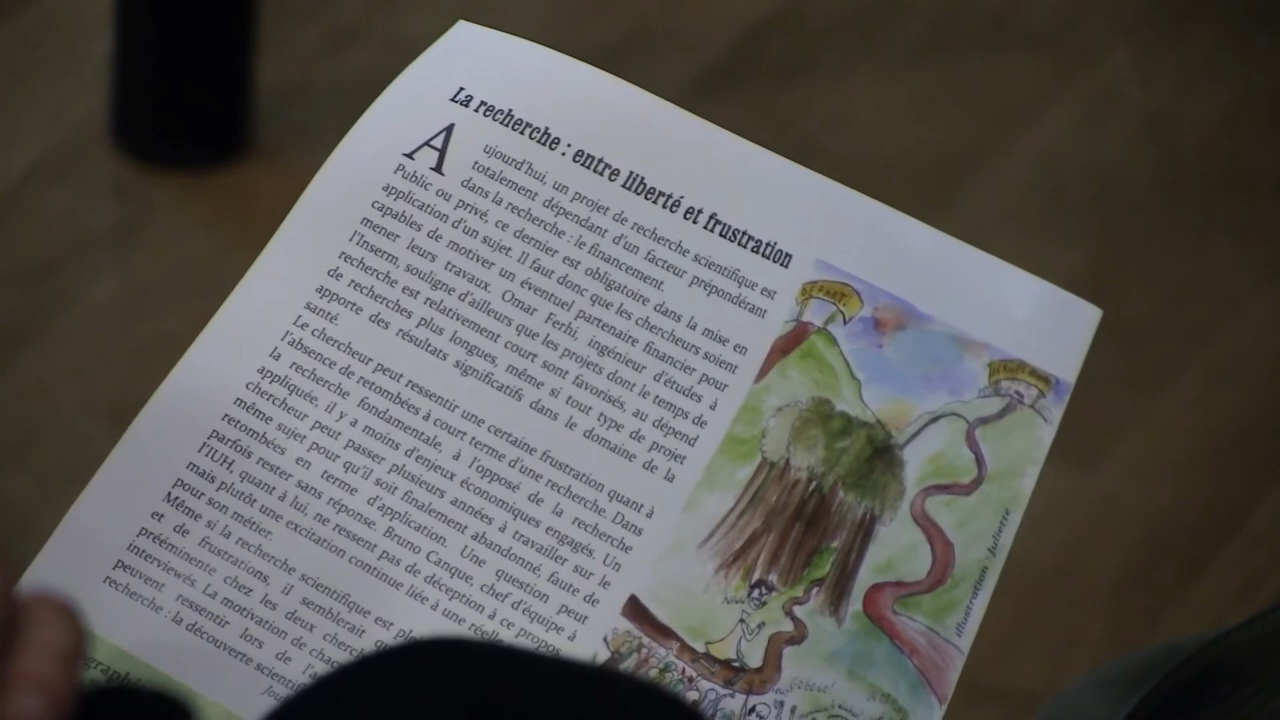 La recherche : entre liberté et frustration
Aujourd'hui, un projet de recherche scientifique est
totalement dépendant d'un facteur prépondérant
dans la recherche : le financement.
Public ou privé, ce dernier est obligatoire dans la mise en
application d'un sujet. Il faut donc que les chercheurs soient
capables de motiver un éventuel partenaire financier pour
mener leurs travaux. Omar Ferhi, ingénieur d'études à
l'Inserm, souligne d'ailleurs que les projets dont le temps de
recherche est relativement court sont favorisés, au dépend
de recherches plus longues, même si tout type de projet
apporte des résultats significatifs dans le domaine de la
santé.
Le chercheur peut ressentir une certaine frustration quant à
l'absence de retombées à court terme d'une recherche. Dans
la recherche fondamentale, à l'opposé de la recherche
appliquée, il y a moins d'enjeux économiques engagés. Un
chercheur peut passer plusieurs années à travailler sur le
même sujet pour qu'il soit finalement abandonné, faute de
retombées en terme d'application. Une question peut
parfois rester sans réponse. Bruno Canque, chef d'équipe à
l'IUH, quant à lui, ne ressent pas de déception à ce propos
mais plutôt une excitation continue liée à une réelle
pour son métier.
Même si la recherche scientifique est
et de frustrations, il semblerait
prééminente chez les deux
interviewés. La motivation de
peuvent ressentir lors de
recherche : la découverte
DÉPART
illustration Juliette